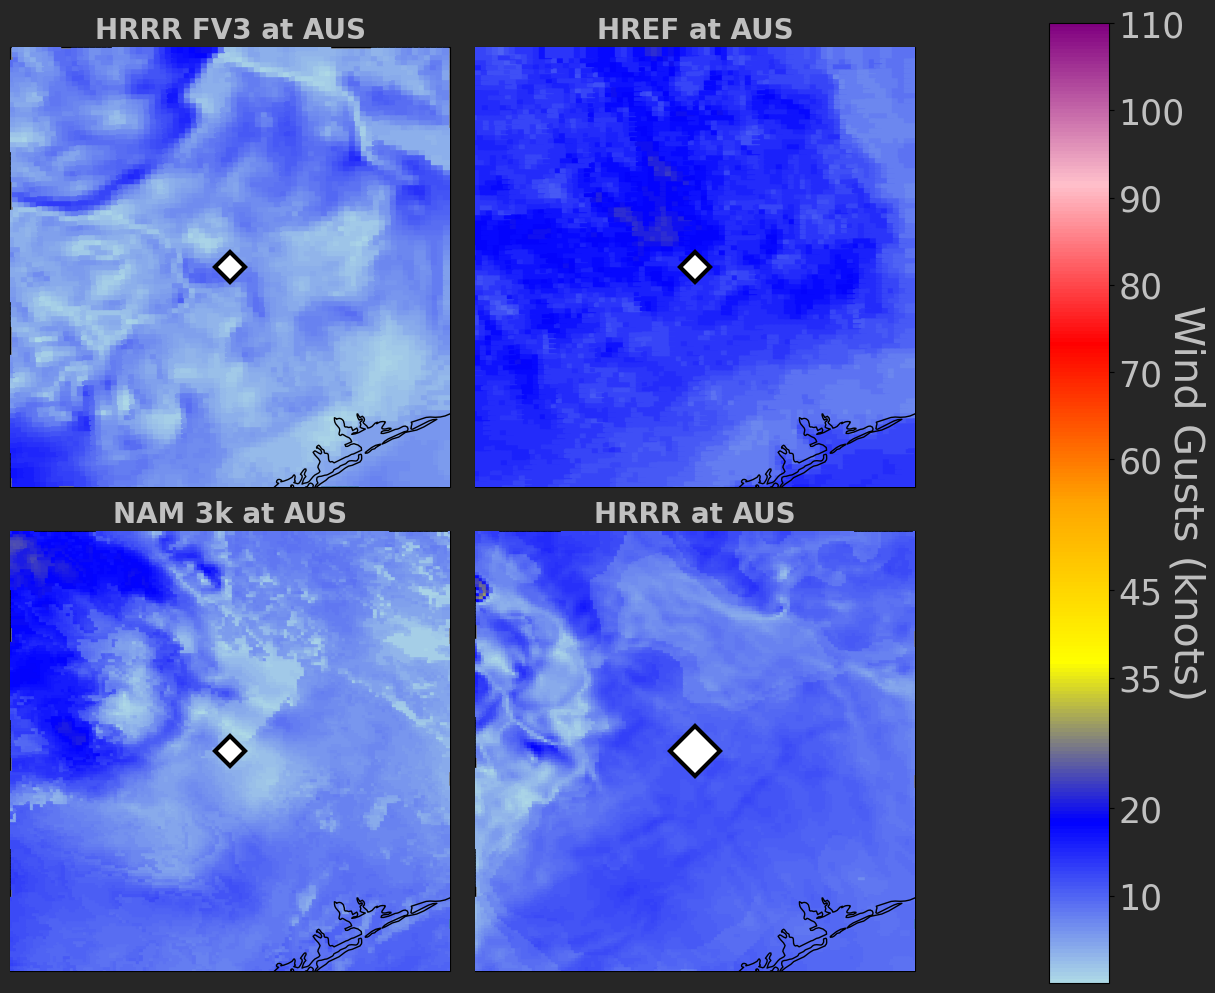 HRRR FV3 at AUS
HREF at AUS
NAM 3k at AUS
HRRR at AUS
110
100
90
80
70
60
45
35
20
10
Wind Gusts (knots)